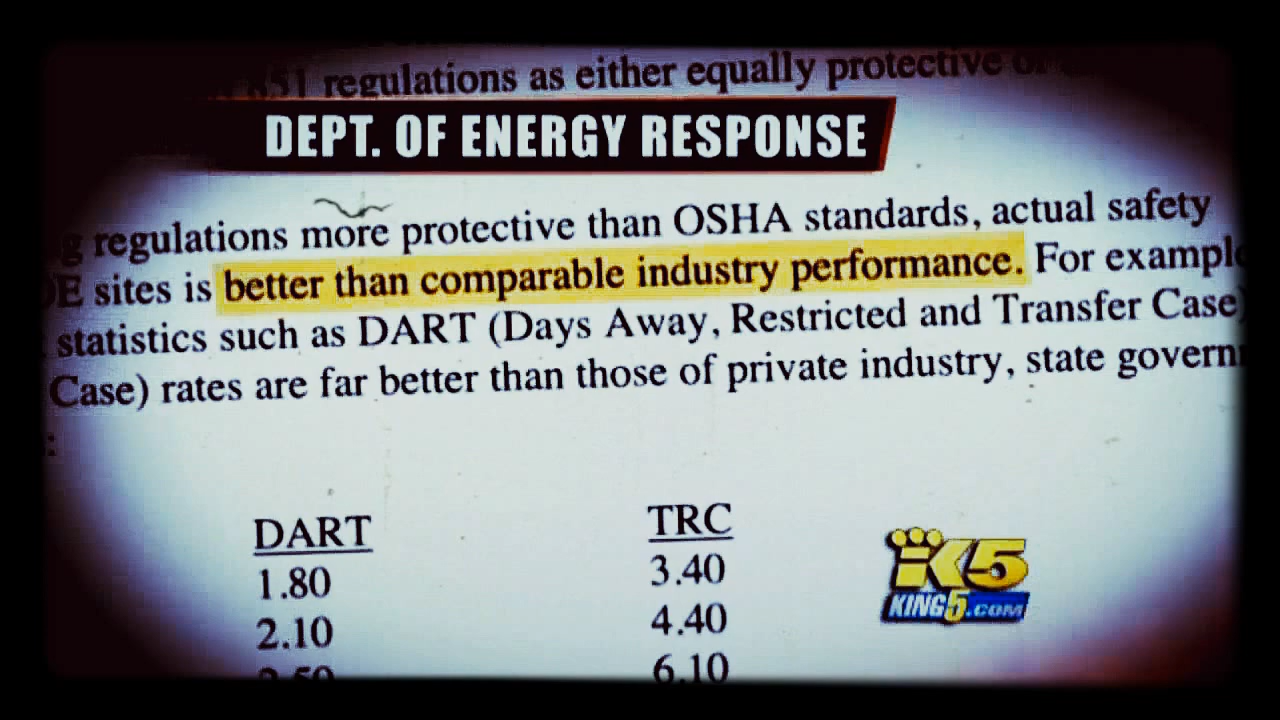 851 regulations as either equally protective
DEPT. OF ENERGY RESPONSE
regulations more protective than OSHA standards, actual safety
sites is better than comparable industry performance. For example
statistics such as DART (Days Away, Restricted and Transfer Case)
Case) rates are far better than those of private industry, state govern
DART TRC
1.80 3.40
2.10 4.40
6.10
K5
KING5.COM